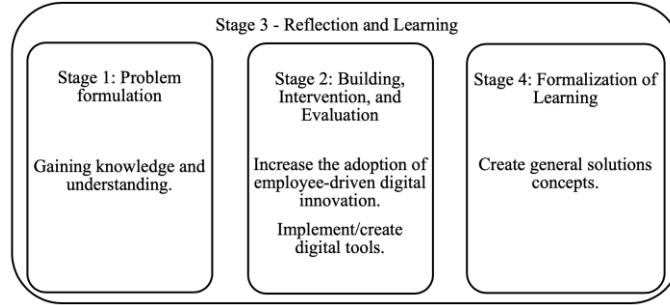 Stage 3 - Reflection and Learning
Stage 1: Problem
formulation
Gaining knowledge and
understanding.
Stage 2: Building,
Intervention, and
Evaluation
Increase the adoption of
employee-driven digital
innovation.
Implement/create
digital tools.
Stage 4: Formalization of
Learning
Create general solutions
concepts.